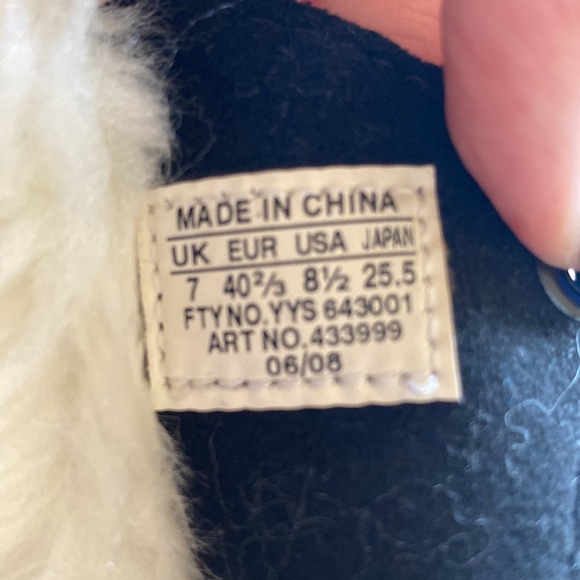 MADE IN CHINA
UK EUR USA JAPAN
7 40²/₃ 8½ 25.5
FTY NO.YYS 643001
ART NO.433999
06/08